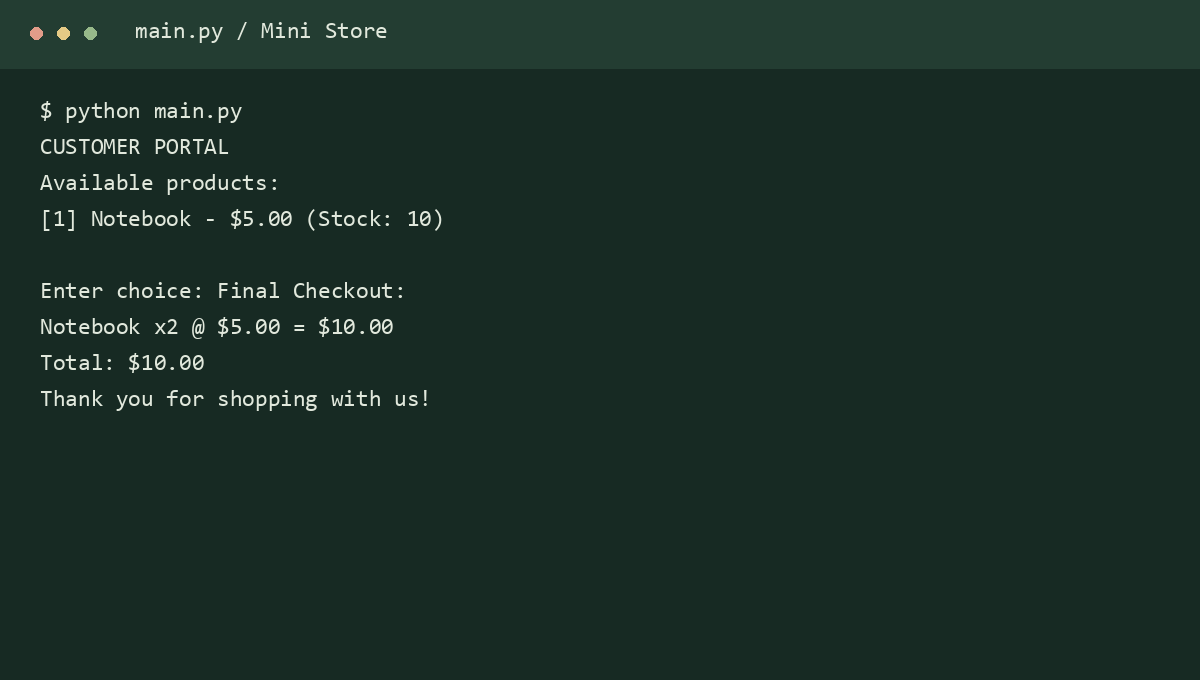 main.py / Mini Store
$ python main.py
CUSTOMER PORTAL
Available products:
[1] Notebook - $5.00 (Stock: 10)
Enter choice: Final Checkout:
Notebook x2 @ $5.00 = $10.00
Total: $10.00
Thank you for shopping with us!